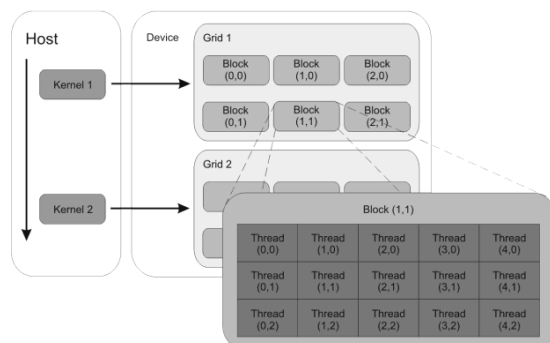 Host
Device
Grid 1
Kernel 1
Block
(0,0)
Block
(1,0)
Block
(2,0)
Block
(0,1)
Block
(1,1)
Block
(2,1)
Grid 2
Kernel 2
Block (1,1)
Thread
(0,0)
Thread
(1,0)
Thread
(2,0)
Thread
(3,0)
Thread
(4,0)
Thread
(0,1)
Thread
(1,1)
Thread
(2,1)
Thread
(3,1)
Thread
(4,1)
Thread
(0,2)
Thread
(1,2)
Thread
(2,2)
Thread
(3,2)
Thread
(4,2)